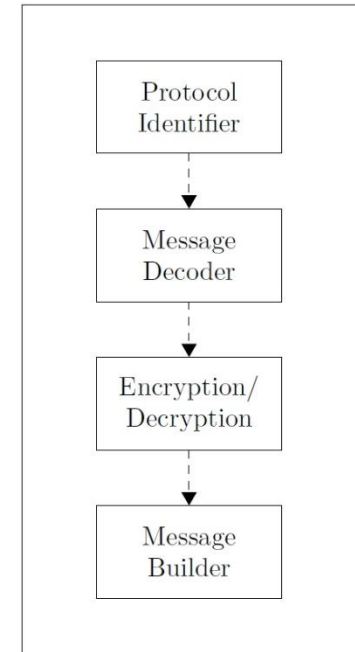 Protocol
Identifier
Message
Decoder
Encryption/
Decryption
Message
Builder